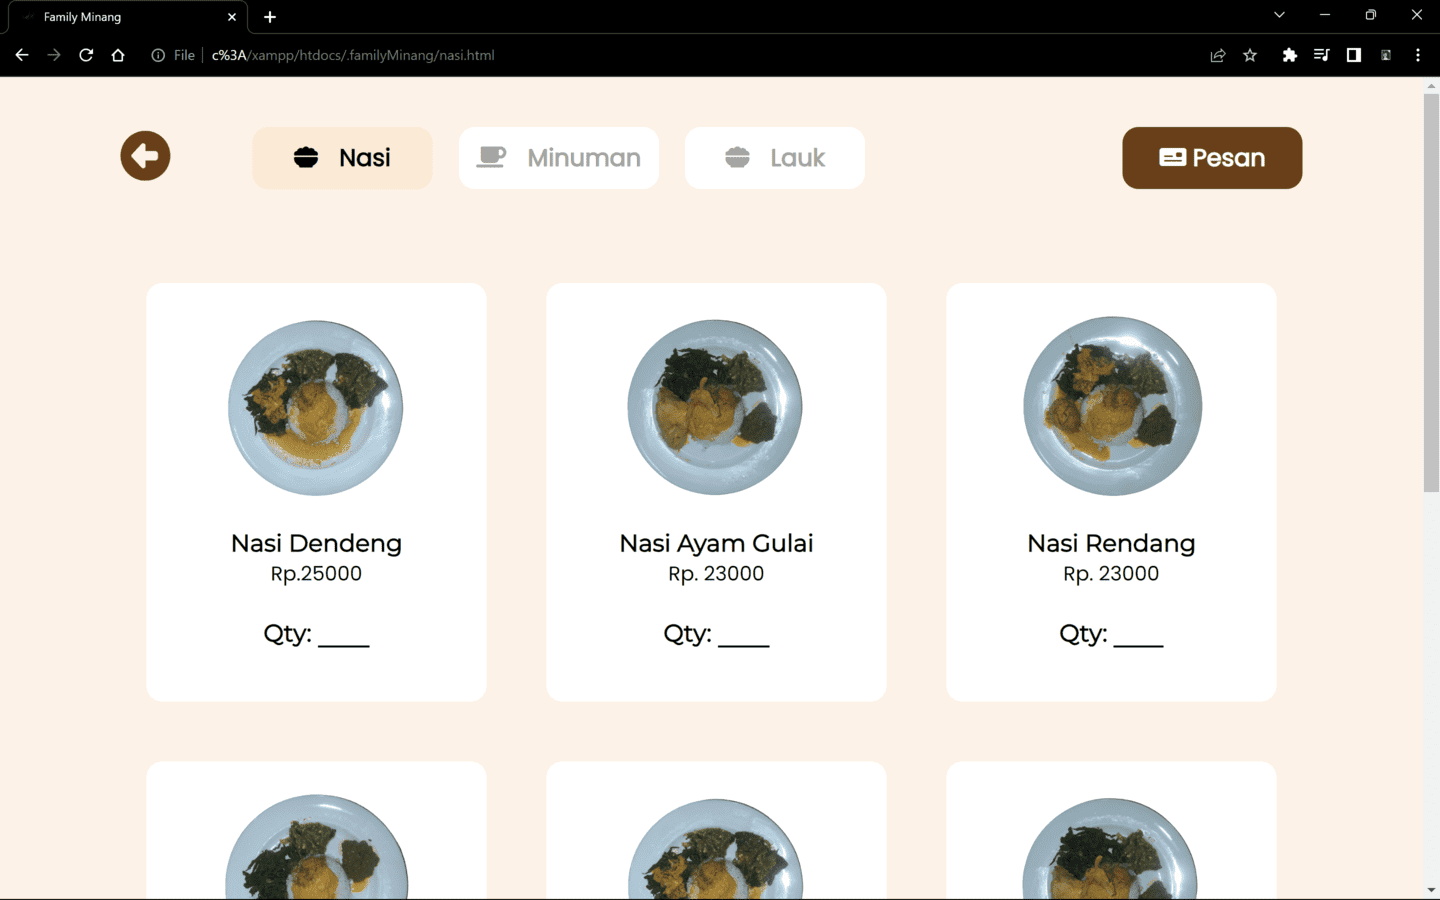 Family Minang
File
c%3A/xampp/htdocs/.familyMinang/nasi.html
Nasi
Minuman
Lauk
Pesan
Nasi Dendeng
Rp.25000
Qty: ____
Nasi Ayam Gulai
Rp. 23000
Qty: ____
Nasi Rendang
Rp. 23000
Qty: ____